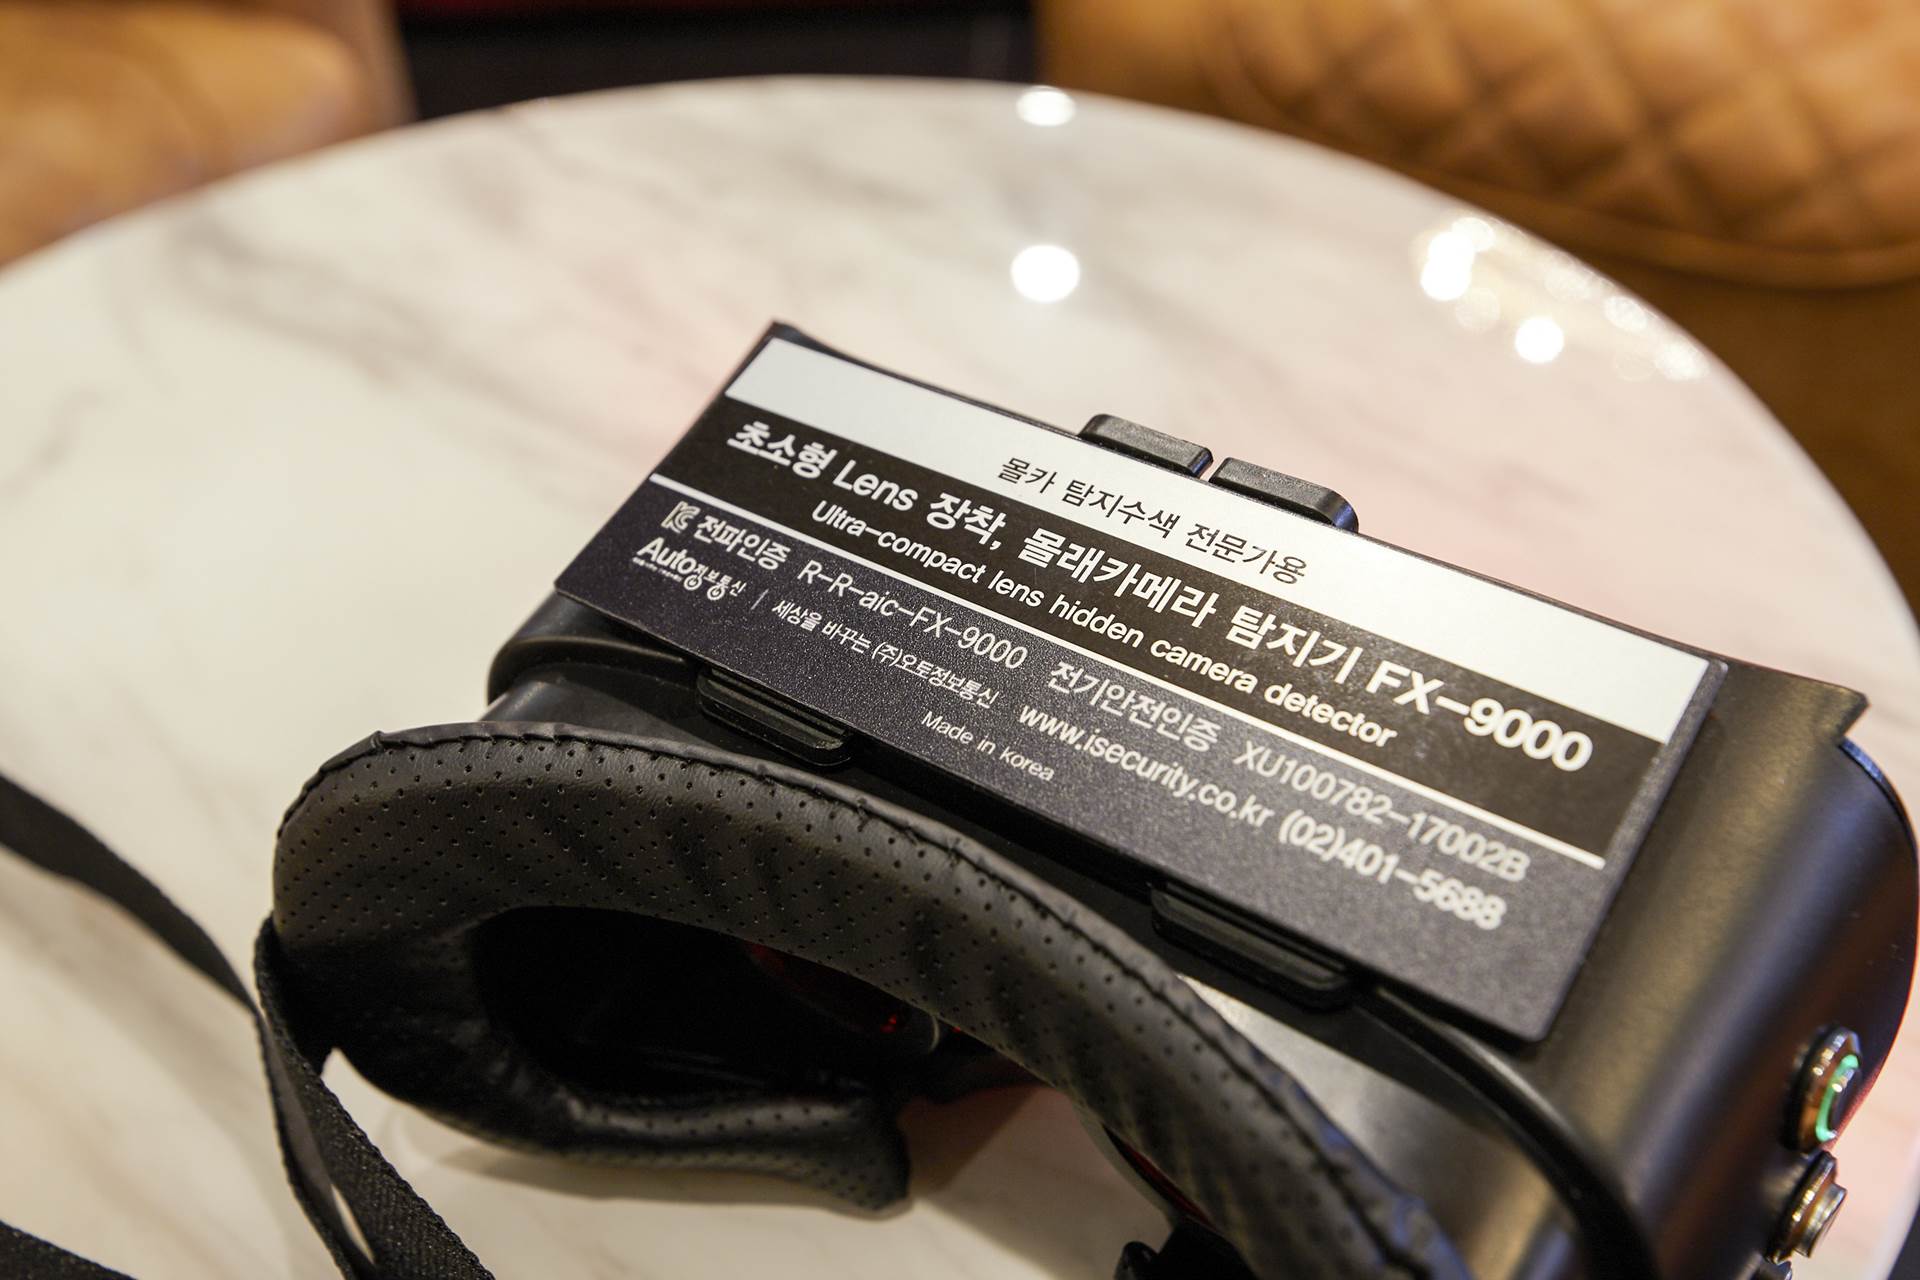 몰카 탐지수색 전문가용
초소형 Lens 장착, 몰래카메라 탐지기 FX-9000
Ultra-compact lens hidden camera detector
전파인증 R-R-aic-FX-9000 전기안전인증 XU100782-17002B
Auto정보통신 | 세상을 바꾸는 (주)오토정보통신 www.isecurity.co.kr (02)401-5688
Made in korea